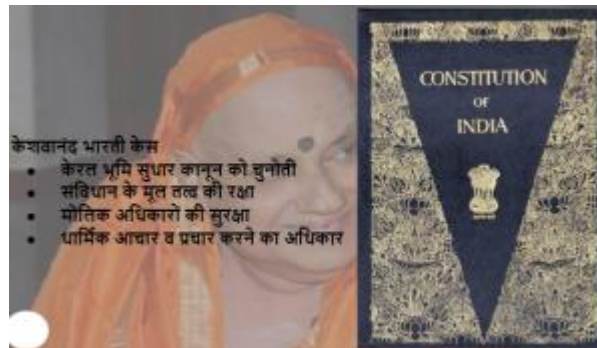 केशवानंद भारती केस
• केरल भूमि सुधार कानून को चुनोती
• संविधान के मूल तत्व की रक्षा
• मौलिक अधिकारों की सुरक्षा
• धार्मिक आचार व प्रचार करने का अधिकार
CONSTITUTION
OF
INDIA